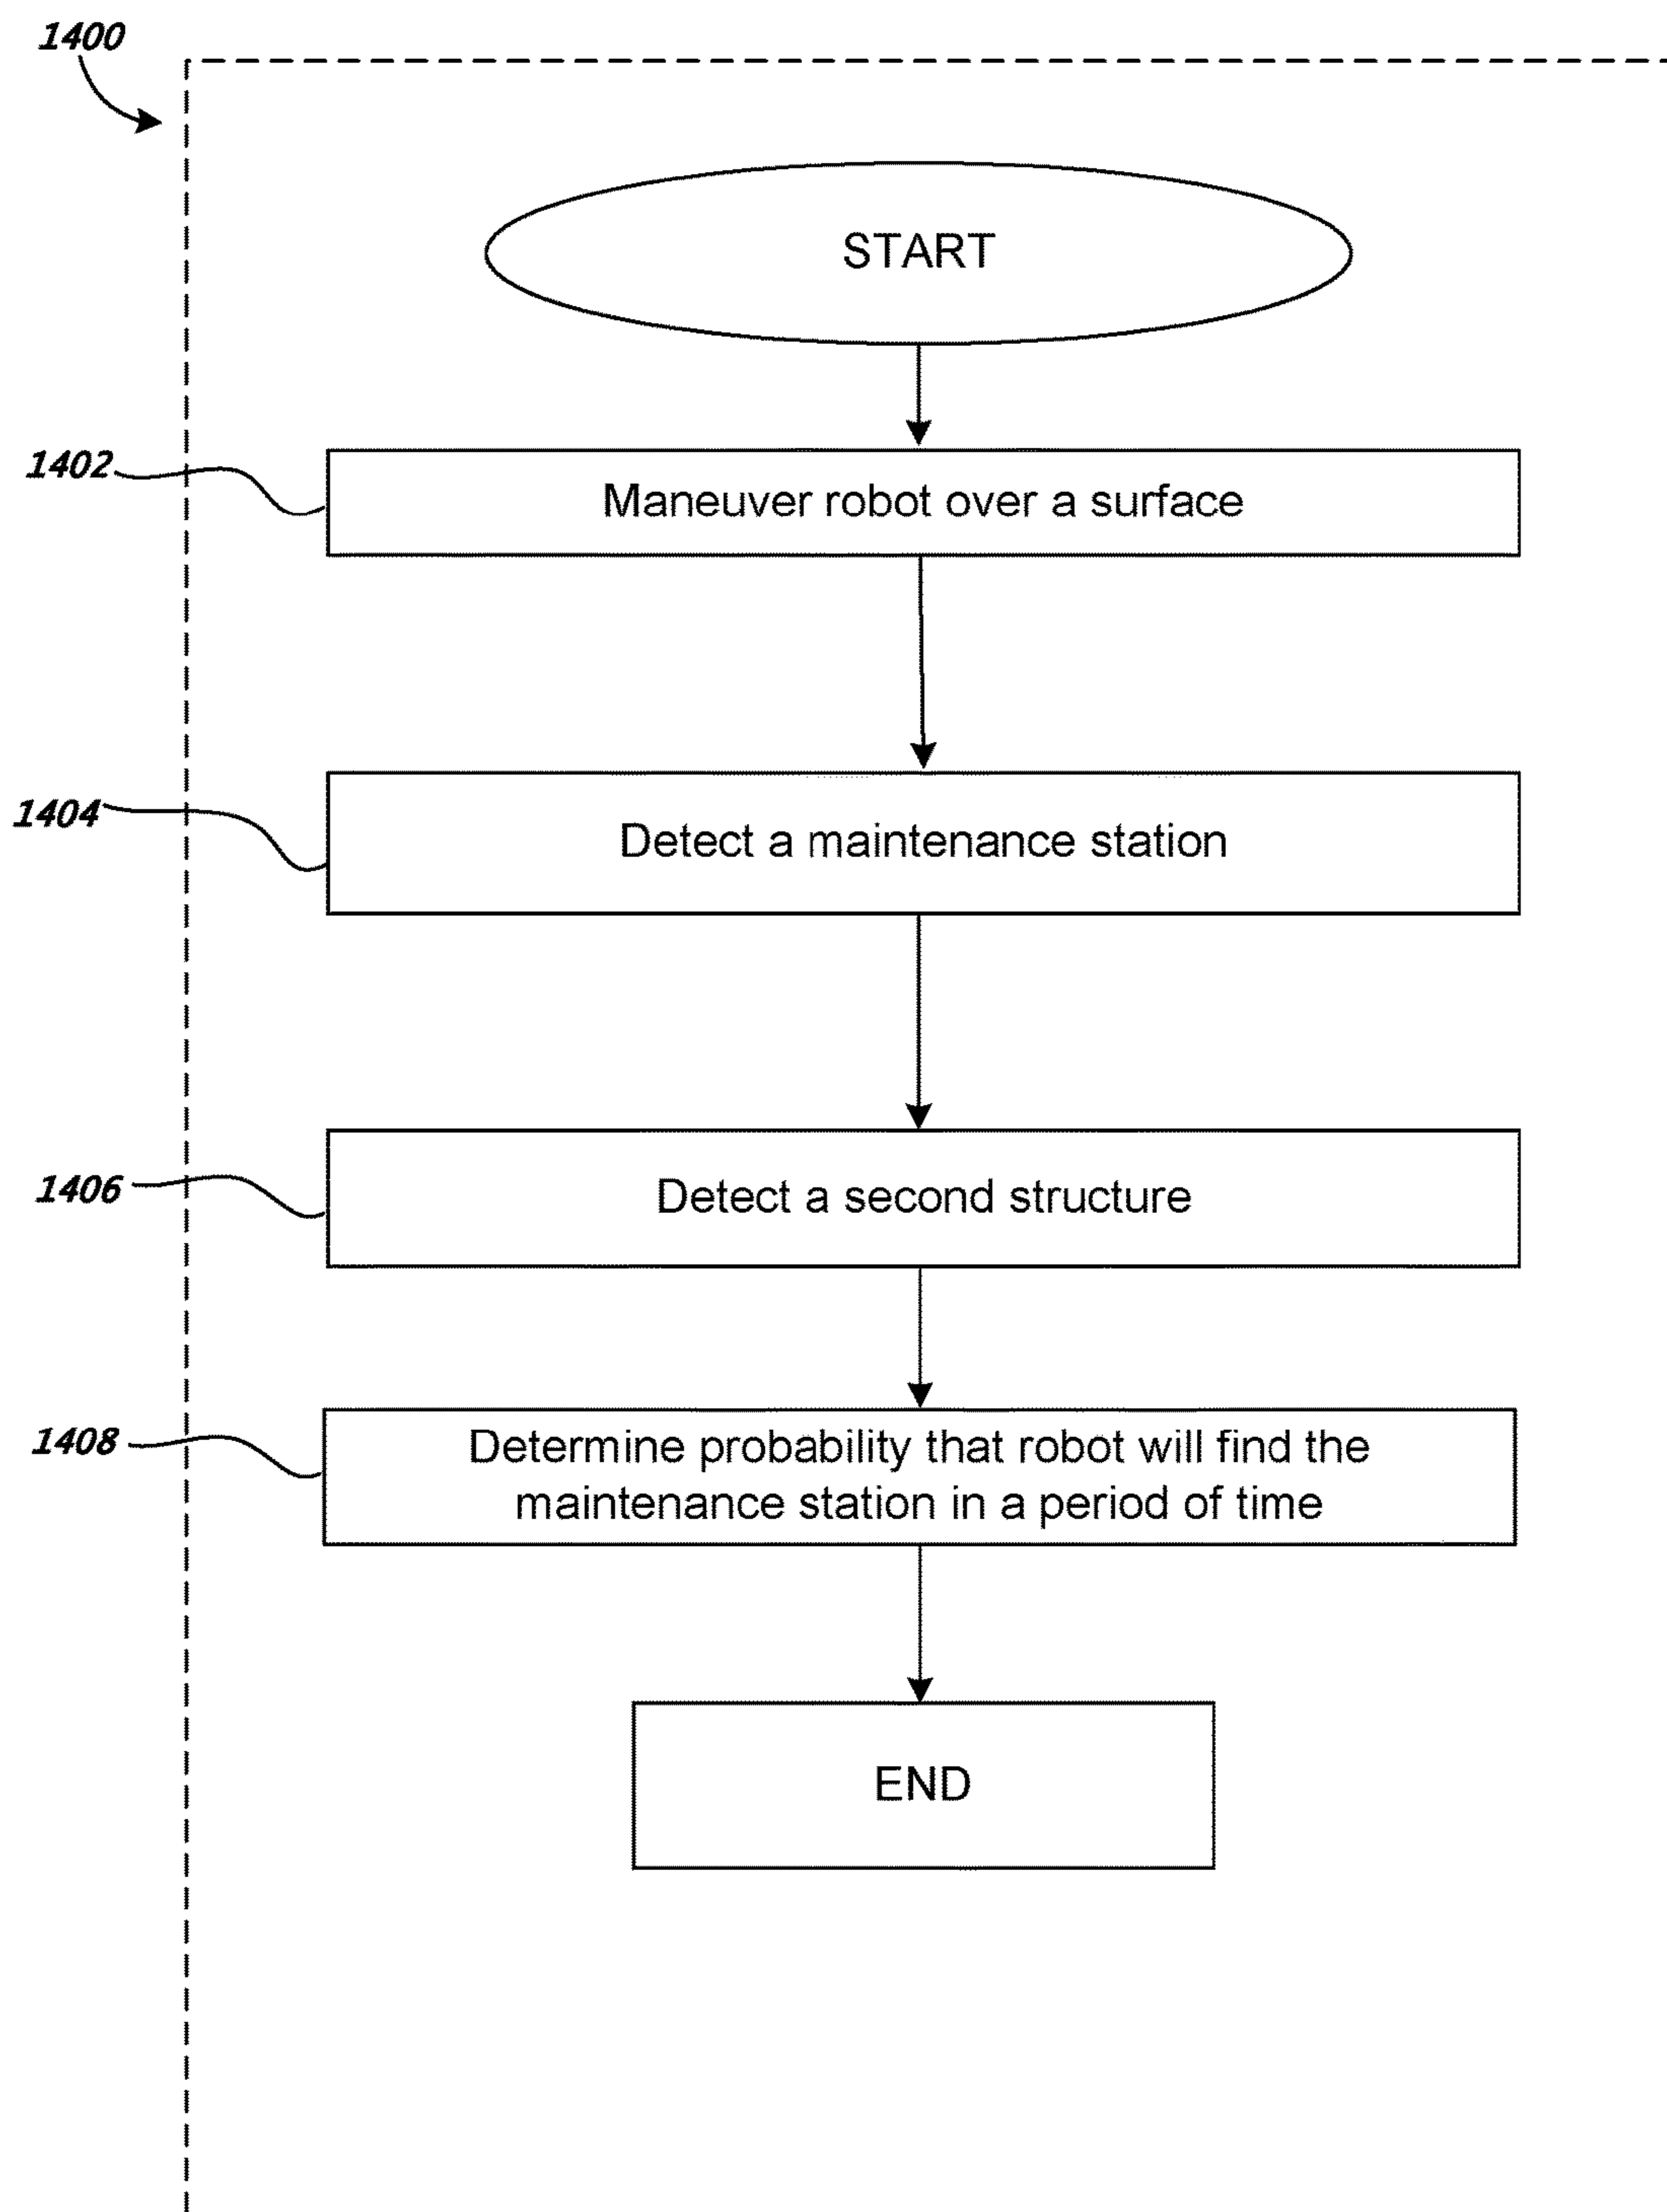 1400
START
1402
Maneuver robot over a surface
1404
Detect a maintenance station
1406
Detect a second structure
1408
Determine probability that robot will find the
maintenance station in a period of time
END